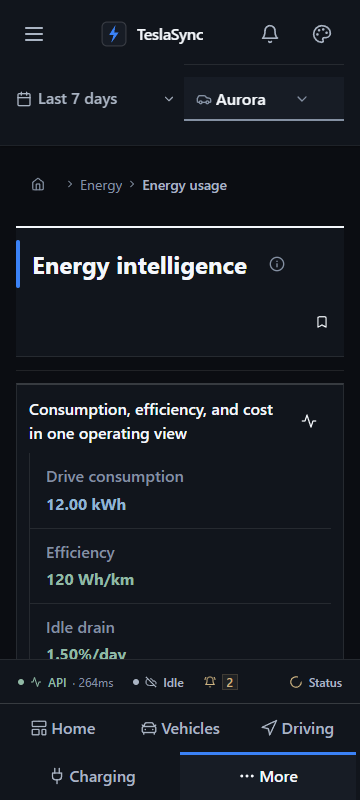 TeslaSync
Last 7 days
Aurora
Energy
Energy usage
Energy intelligence
Consumption, efficiency, and cost
in one operating view
Drive consumption
12.00 kWh
Efficiency
120 Wh/km
Idle drain
1.50%/day
API · 264ms
Idle
2
Status
Home
Vehicles
Driving
Charging
More